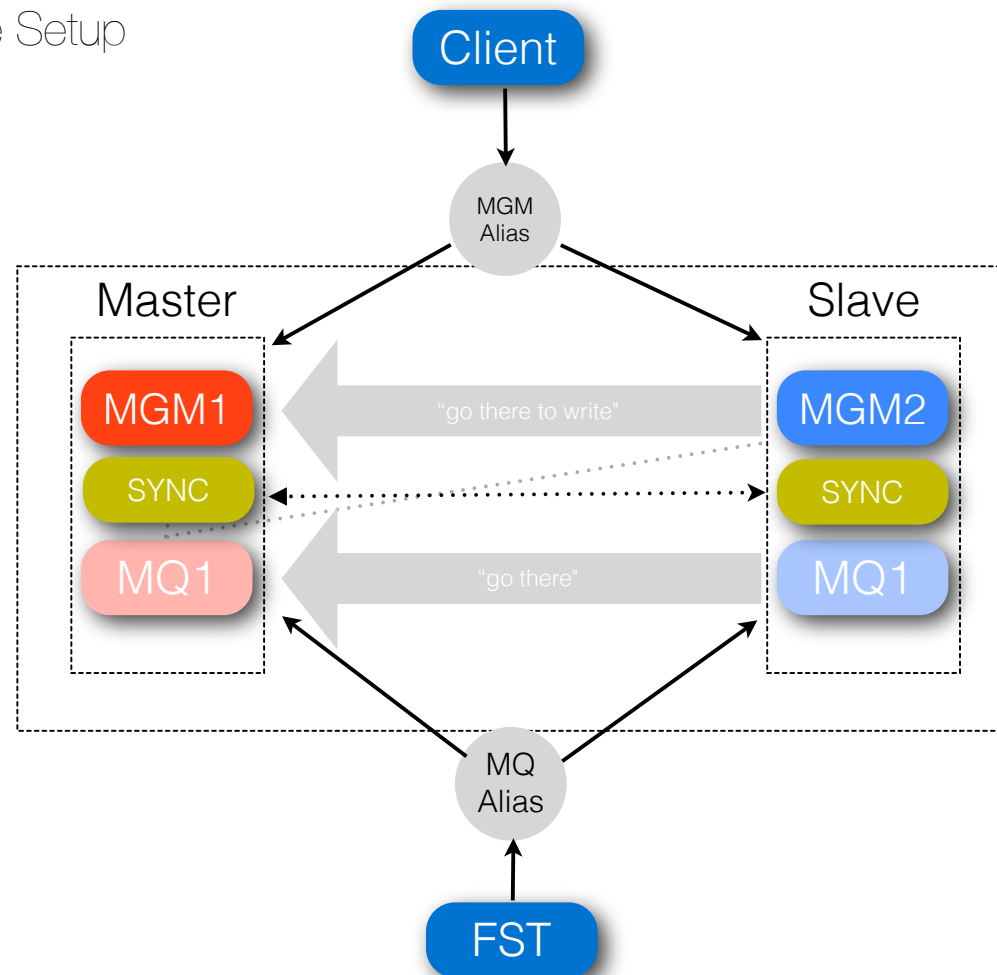 e Setup
Client
MGM
Alias
Master
Slave
MGM1
“go there to write"
MGM2
SYNC
SYNC
MQ1
“go there"
MQ1
MQ
Alias
FST